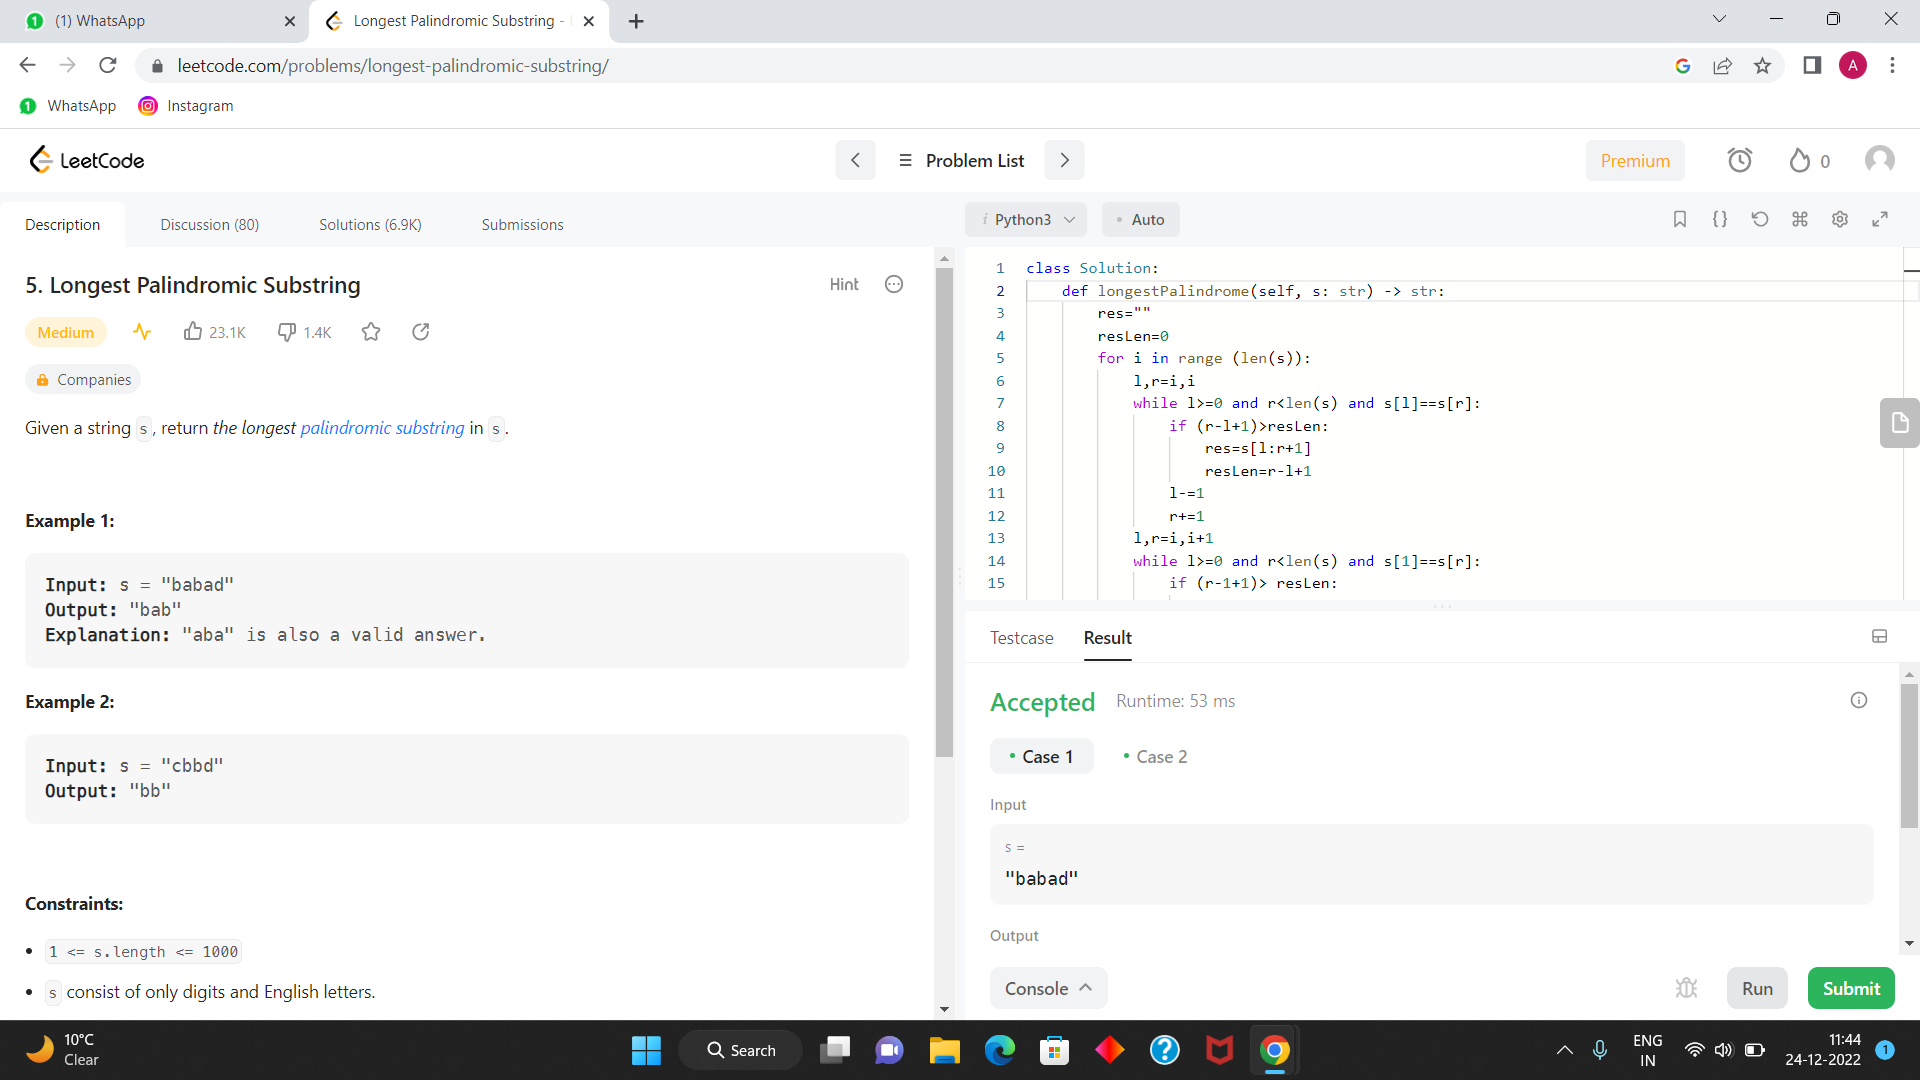 (1) WhatsApp
Longest Palindromic Substring -
leetcode.com/problems/longest-palindromic-substring/
A
1 WhatsApp
Instagram
LeetCode
Problem List
Premium
0
Description
Discussion (80)
Solutions (6.9K)
Submissions
i Python3
Auto
5. Longest Palindromic Substring
Hint
Medium
23.1K
1.4K
Companies
Given a string s, return the longest palindromic substring in s.
Example 1:
Input: s = "babad"
Output: "bab"
Explanation: "aba" is also a valid answer.
Example 2:
Input: s = "cbbd"
Output: "bb"
Constraints:
• 1 <= s.length <= 1000
• s consist of only digits and English letters.
1 class Solution:
2 def longestPalindrome(self, s: str) -> str:
3 res=""
4 resLen=0
5 for i in range (len(s)):
6 l,r=i,i
7 while l>=0 and r<len(s) and s[l]==s[r]:
8 if (r-l+1)>resLen:
9 res=s[l:r+1]
10 resLen=r-l+1
11 l-=1
12 r+=1
13 l,r=i,i+1
14 while l>=0 and r<len(s) and s[l]==s[r]:
15 if (r-l+1)> resLen:
Testcase
Result
Accepted
Runtime: 53 ms
• Case 1
• Case 2
Input
s =
"babad"
Output
Console
Run
Submit
10°C
Clear
Search
ENG
IN
11:44
24-12-2022
1